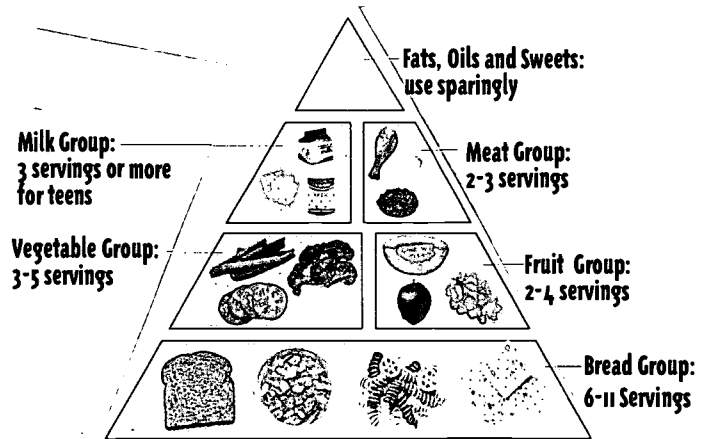 Fats, Oils and Sweets:
use sparingly
Milk Group:
3 servings or more
for teens
Meat Group:
2-3 servings
Vegetable Group:
3-5 servings
Fruit Group:
2-4 servings
Bread Group:
6-11 Servings